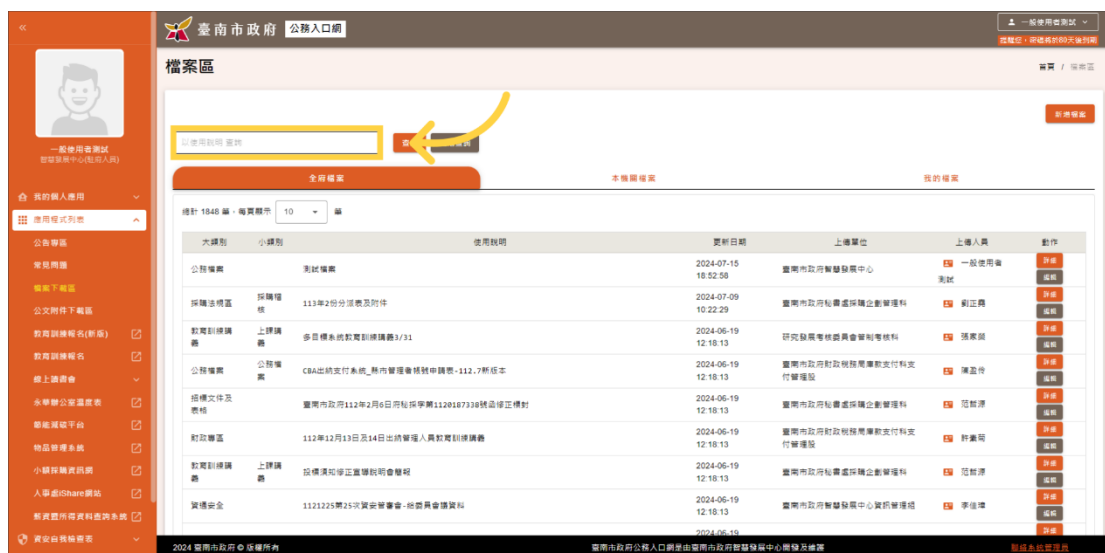 臺南市政府 公務入口網
一般使用者測試
提醒您，密碼將於60天後到期
檔案區
首頁 / 檔案區
新增檔案
以使用說明 查詢
一般使用者測試
智慧發展中心(駐府人員)
全府檔案
本機關檔案
我的檔案
我的個人應用
應用程式列表
公告專區
常見問題
檔案下載區
公文附件下載區
教育訓練報名(新版)
教育訓練報名
線上讀書會
永華辦公室溫度表
節能減碳平台
物品管理系統
小額採購資訊網
人事處iShare網站
薪資暨所得資料查詢系統
資安自我檢查表
總計 1848 筆，每頁顯示 10 筆
大類別 小類別 使用說明 更新日期 上傳單位 上傳人員 動作
公務檔案 測試檔案 2024-07-15 18:52:58 臺南市政府智慧發展中心 一般使用者測試 詳細 編輯
採購法規區 採購稽核 113年2份分派表及附件 2024-07-09 10:22:29 臺南市政府秘書處採購企劃管理科 劉正堯 詳細 編輯
教育訓練講義 上課講義 多目標系統教育訓練講義3/31 2024-06-19 12:18:13 研究發展考核委員會管制考核科 張家榮 詳細 編輯
公務檔案 公務檔案 CBA出納支付系統_縣市管理者帳號申請表-112.7新版本 2024-06-19 12:18:13 臺南市政府財政稅務局庫款支付科支付管理股 陳盈伶 詳細 編輯
招標文件及表格 臺南市政府112年2月6日府秘採字第1120187338號函修正標封 2024-06-19 12:18:13 臺南市政府秘書處採購企劃管理科 范哲源 詳細 編輯
財政專區 112年12月13日及14日出納管理人員教育訓練講義 2024-06-19 12:18:13 臺南市政府財政稅務局庫款支付科支付管理股 許素菊 詳細 編輯
教育訓練講義 上課講義 投標須知修正宣導說明會簡報 2024-06-19 12:18:13 臺南市政府秘書處採購企劃管理科 范哲源 詳細 編輯
資通安全 1121225第25次資安管審會-給委員會議資料 2024-06-19 12:18:13 臺南市政府智慧發展中心資訊管理組 李佳璋 詳細 編輯
2024-06-19 詳細
2024 臺南市政府 © 版權所有
臺南市政府公務入口網是由臺南市政府智慧發展中心開發及維護
聯絡系統管理員